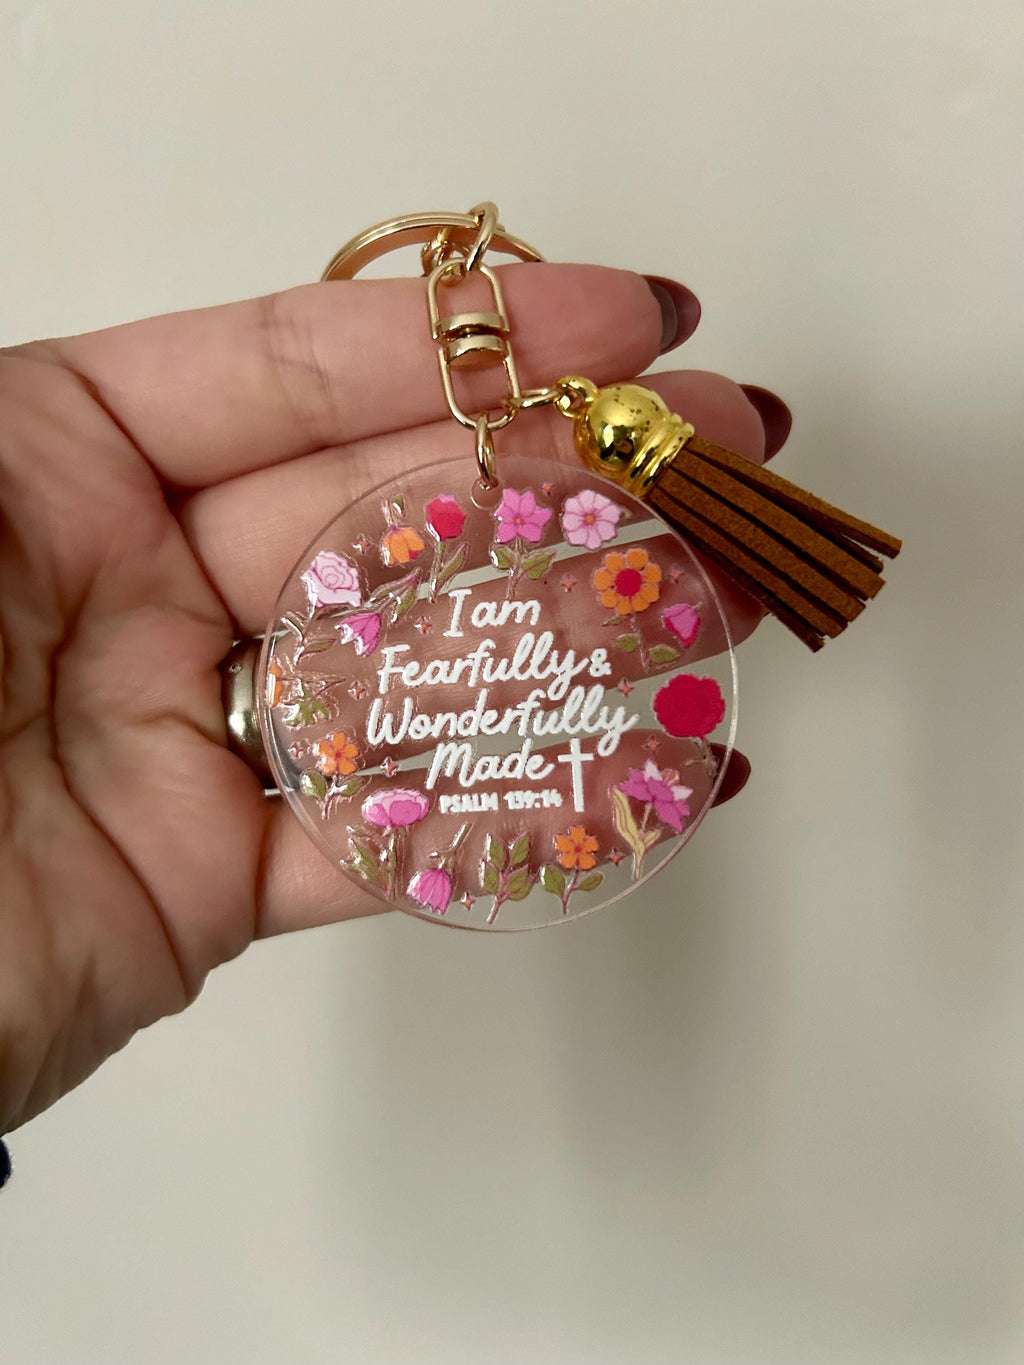 I am
Fearfully &
Wonderfully
Made
PSALM 139:14